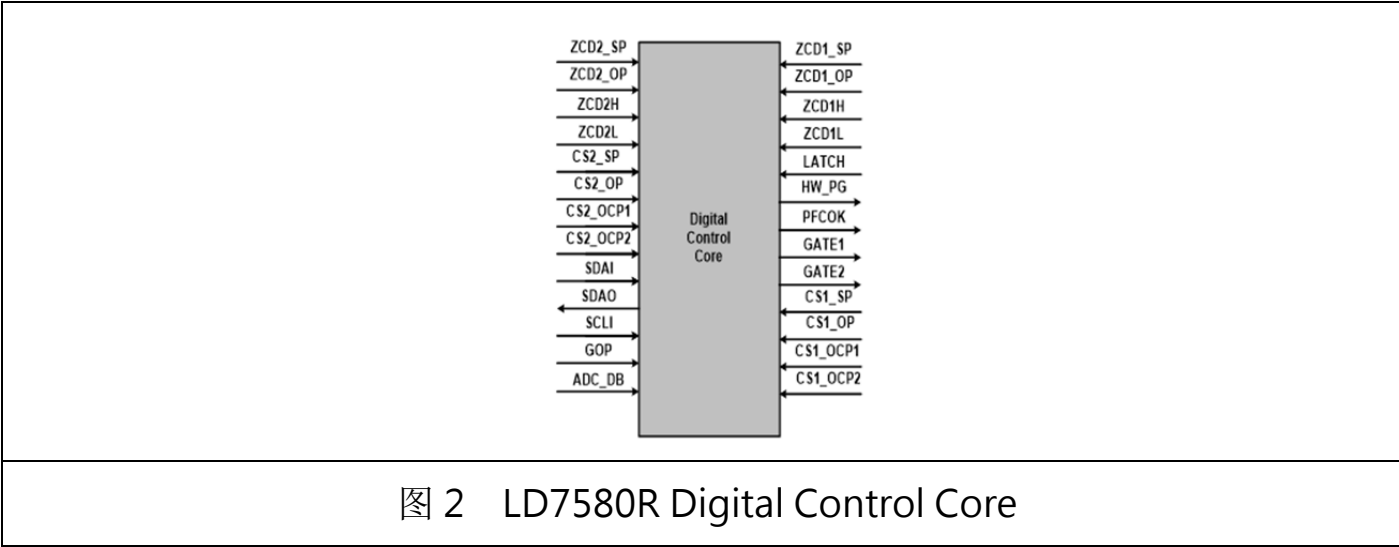 ZCD2_SP
ZCD2_OP
ZCD2H
ZCD2L
CS2_SP
CS2_OP
CS2_OCP1
CS2_OCP2
SDAI
SDAO
SCLI
GOP
ADC_DB
Digital
Control
Core
ZCD1_SP
ZCD1_OP
ZCD1H
ZCD1L
LATCH
HW_PG
PFCOK
GATE1
GATE2
CS1_SP
CS1_OP
CS1_OCP1
CS1_OCP2
图 2 LD7580R Digital Control Core